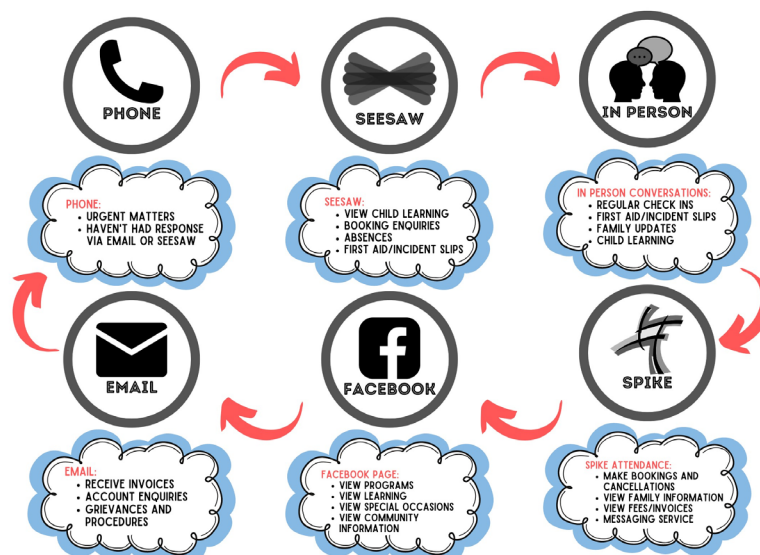 PHONE
SEESAW
IN PERSON
PHONE:
URGENT MATTERS
HAVEN'T HAD RESPONSE
VIA EMAIL OR SEESAW
SEESAW:
VIEW CHILD LEARNING
BOOKING ENQUIRIES
ABSENCES
FIRST AID/INCIDENT SLIPS
IN PERSON CONVERSATIONS:
REGULAR CHECK INS
FIRST AID/INCIDENT SLIPS
FAMILY UPDATES
CHILD LEARNING
EMAIL
FACEBOOK
SPIKE
EMAIL:
RECEIVE INVOICES
ACCOUNT ENQUIRIES
GRIEVANCES AND
PROCEDURES
FACEBOOK PAGE:
VIEW PROGRAMS
VIEW LEARNING
VIEW SPECIAL OCCASIONS
VIEW COMMUNITY
INFORMATION
SPIKE ATTENDANCE:
MAKE BOOKINGS AND
CANCELLATIONS
VIEW FAMILY INFORMATION
VIEW FEES/INVOICES
MESSAGING SERVICE